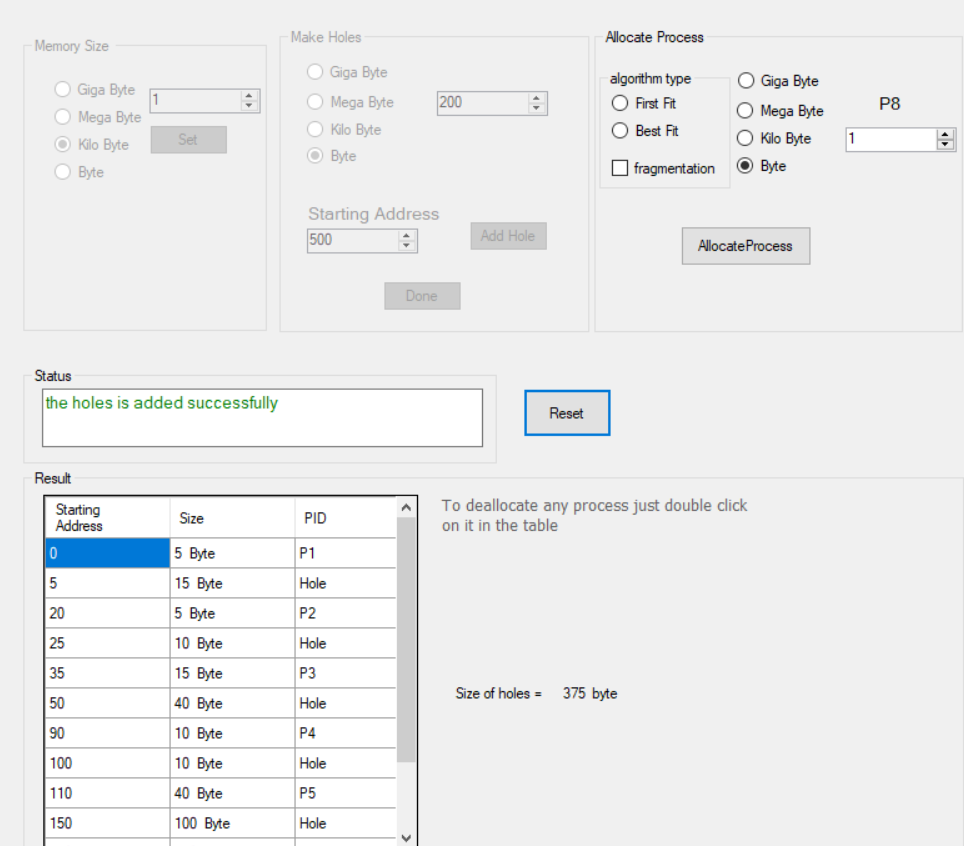 Memory Size
Giga Byte
Mega Byte
Kilo Byte
Byte
1
Set
Make Holes
Giga Byte
Mega Byte
Kilo Byte
Byte
200
Starting Address
500
Add Hole
Done
Allocate Process
algorithm type
First Fit
Best Fit
fragmentation
Giga Byte
Mega Byte
Kilo Byte
Byte
P8
1
AllocateProcess
Status
the holes is added successfully
Reset
Result
Starting
Address
Size
PID
0 5 Byte P1
5 15 Byte Hole
20 5 Byte P2
25 10 Byte Hole
35 15 Byte P3
50 40 Byte Hole
90 10 Byte P4
100 10 Byte Hole
110 40 Byte P5
150 100 Byte Hole
To deallocate any process just double click
on it in the table
Size of holes = 375 byte